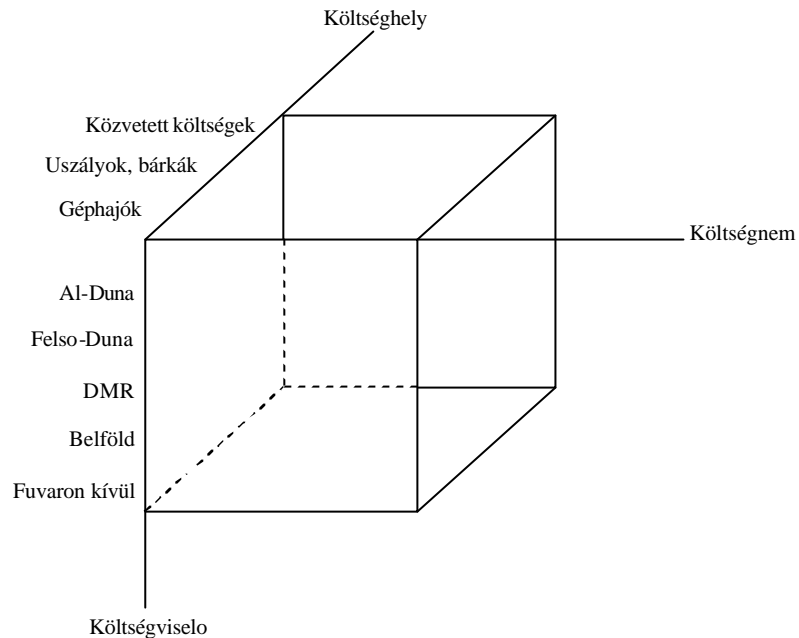 Költséghely
Közvetett költségek
Uszályok, bárkák
Géphajók
Költségnem
Al-Duna
Felso-Duna
DMR
Belföld
Fuvaron kívül
Költségviselo